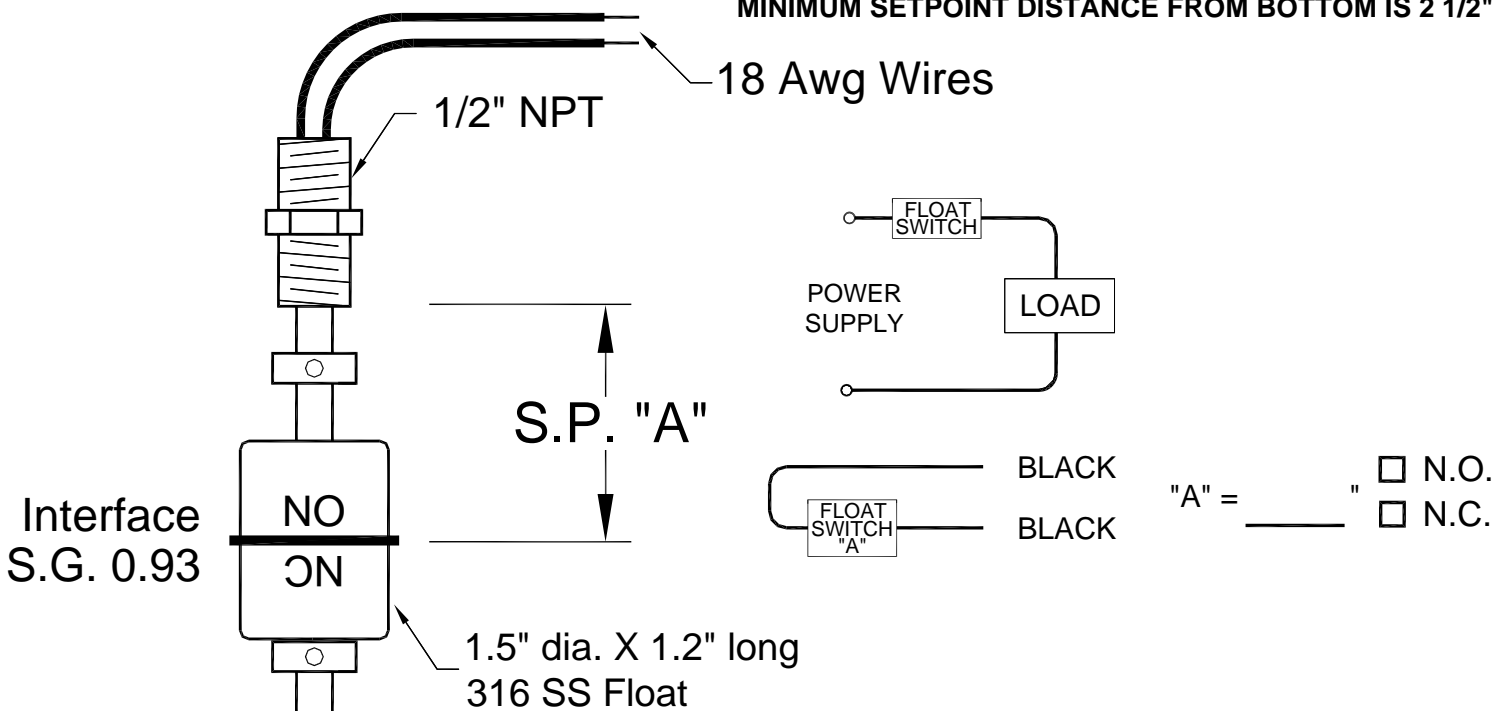 MINIMUM SETPOINT DISTANCE FROM BOTTOM IS 2 1/2"
18 Awg Wires
1/2" NPT
FLOAT
SWITCH
POWER
SUPPLY
LOAD
S.P. "A"
Interface
S.G. 0.93
NO
NC
BLACK
FLOAT
SWITCH
"A"
BLACK
"A" = _____ "
N.O.
N.C.
1.5" dia. X 1.2" long
316 SS Float